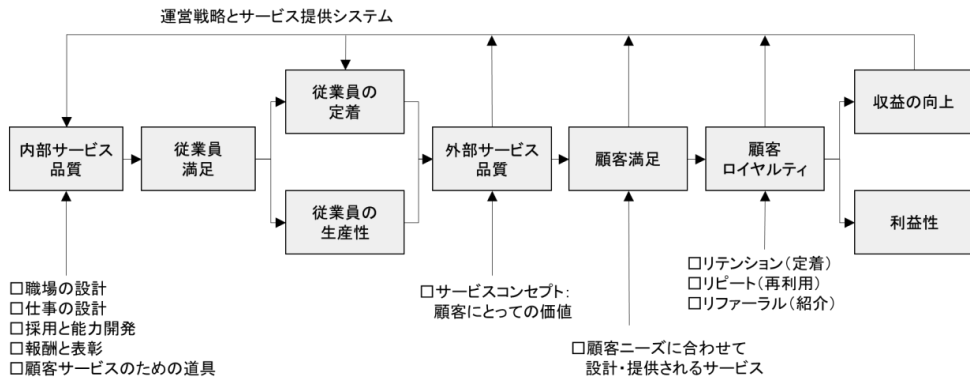 運営戦略とサービス提供システム
内部サービス
品質
従業員
満足
従業員の
定着
従業員の
生産性
外部サービス
品質
顧客満足
顧客
ロイヤルティ
収益の向上
利益性
□職場の設計
□仕事の設計
□採用と能力開発
□報酬と表彰
□顧客サービスのための道具
□サービスコンセプト:
顧客にとっての価値
□顧客ニーズに合わせて
設計・提供されるサービス
□リテンション(定着)
□リピート(再利用)
□リファーラル(紹介)